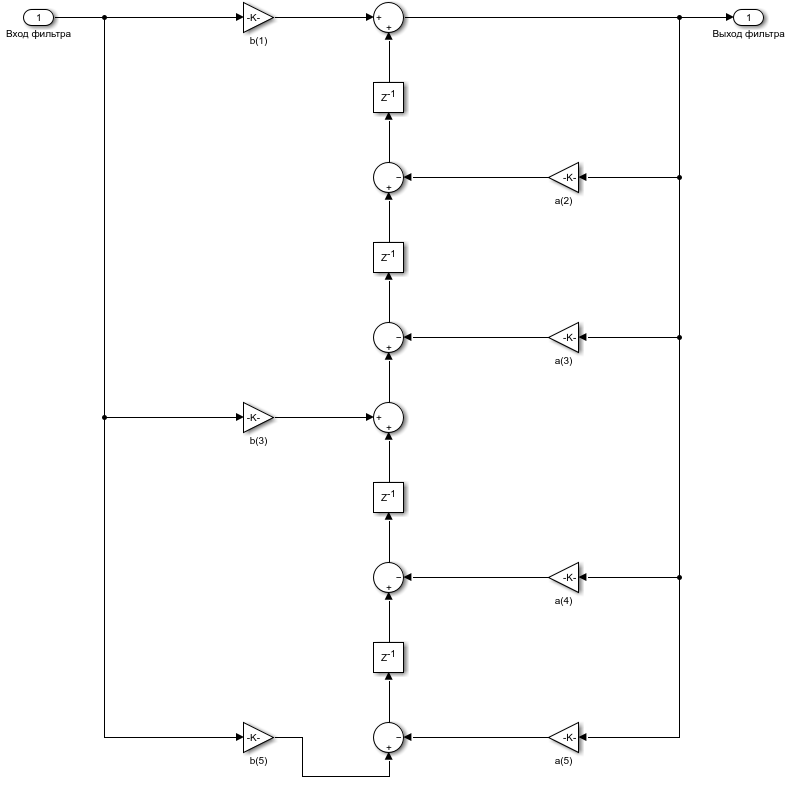 1 -K- + 1
+
Вход фильтра b(1) Выход фильтра
Z-1
− -K-
+
a(2)
Z-1
− -K-
+
a(3)
-K- +
+
b(3)
Z-1
− -K-
+
a(4)
Z-1
-K- − -K-
+
b(5) a(5)